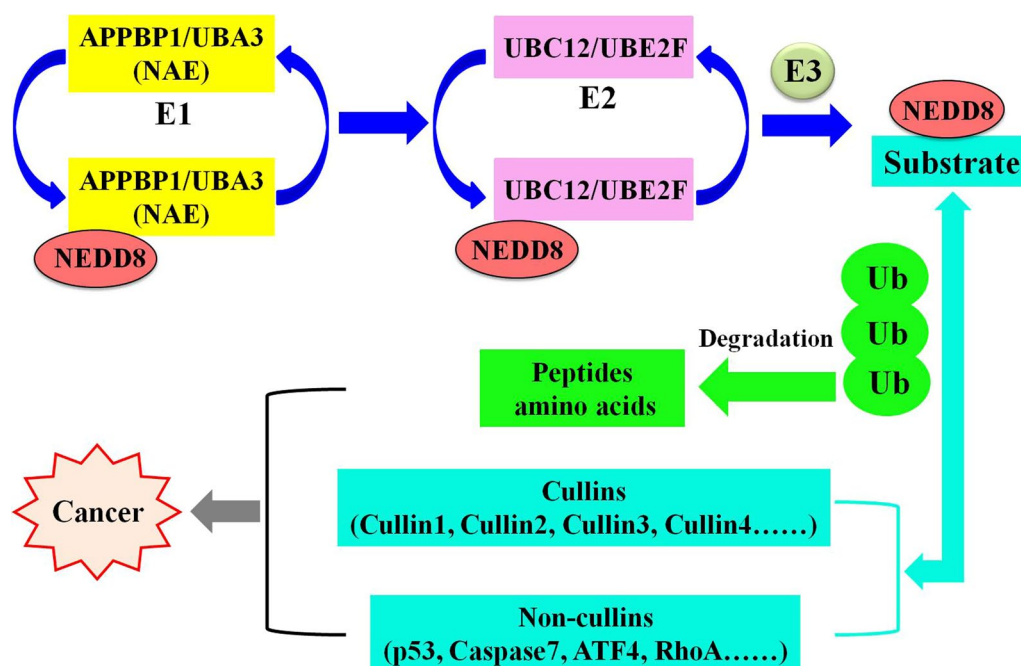 APPBP1/UBA3
(NAE)
E1
APPBP1/UBA3
(NAE)
NEDD8
UBC12/UBE2F
E2
UBC12/UBE2F
NEDD8
E3
NEDD8
Substrate
Ub
Ub
Ub
Degradation
Peptides
amino acids
Cullins
(Cullin1, Cullin2, Cullin3, Cullin4……)
Non-cullins
(p53, Caspase7, ATF4, RhoA……)
Cancer